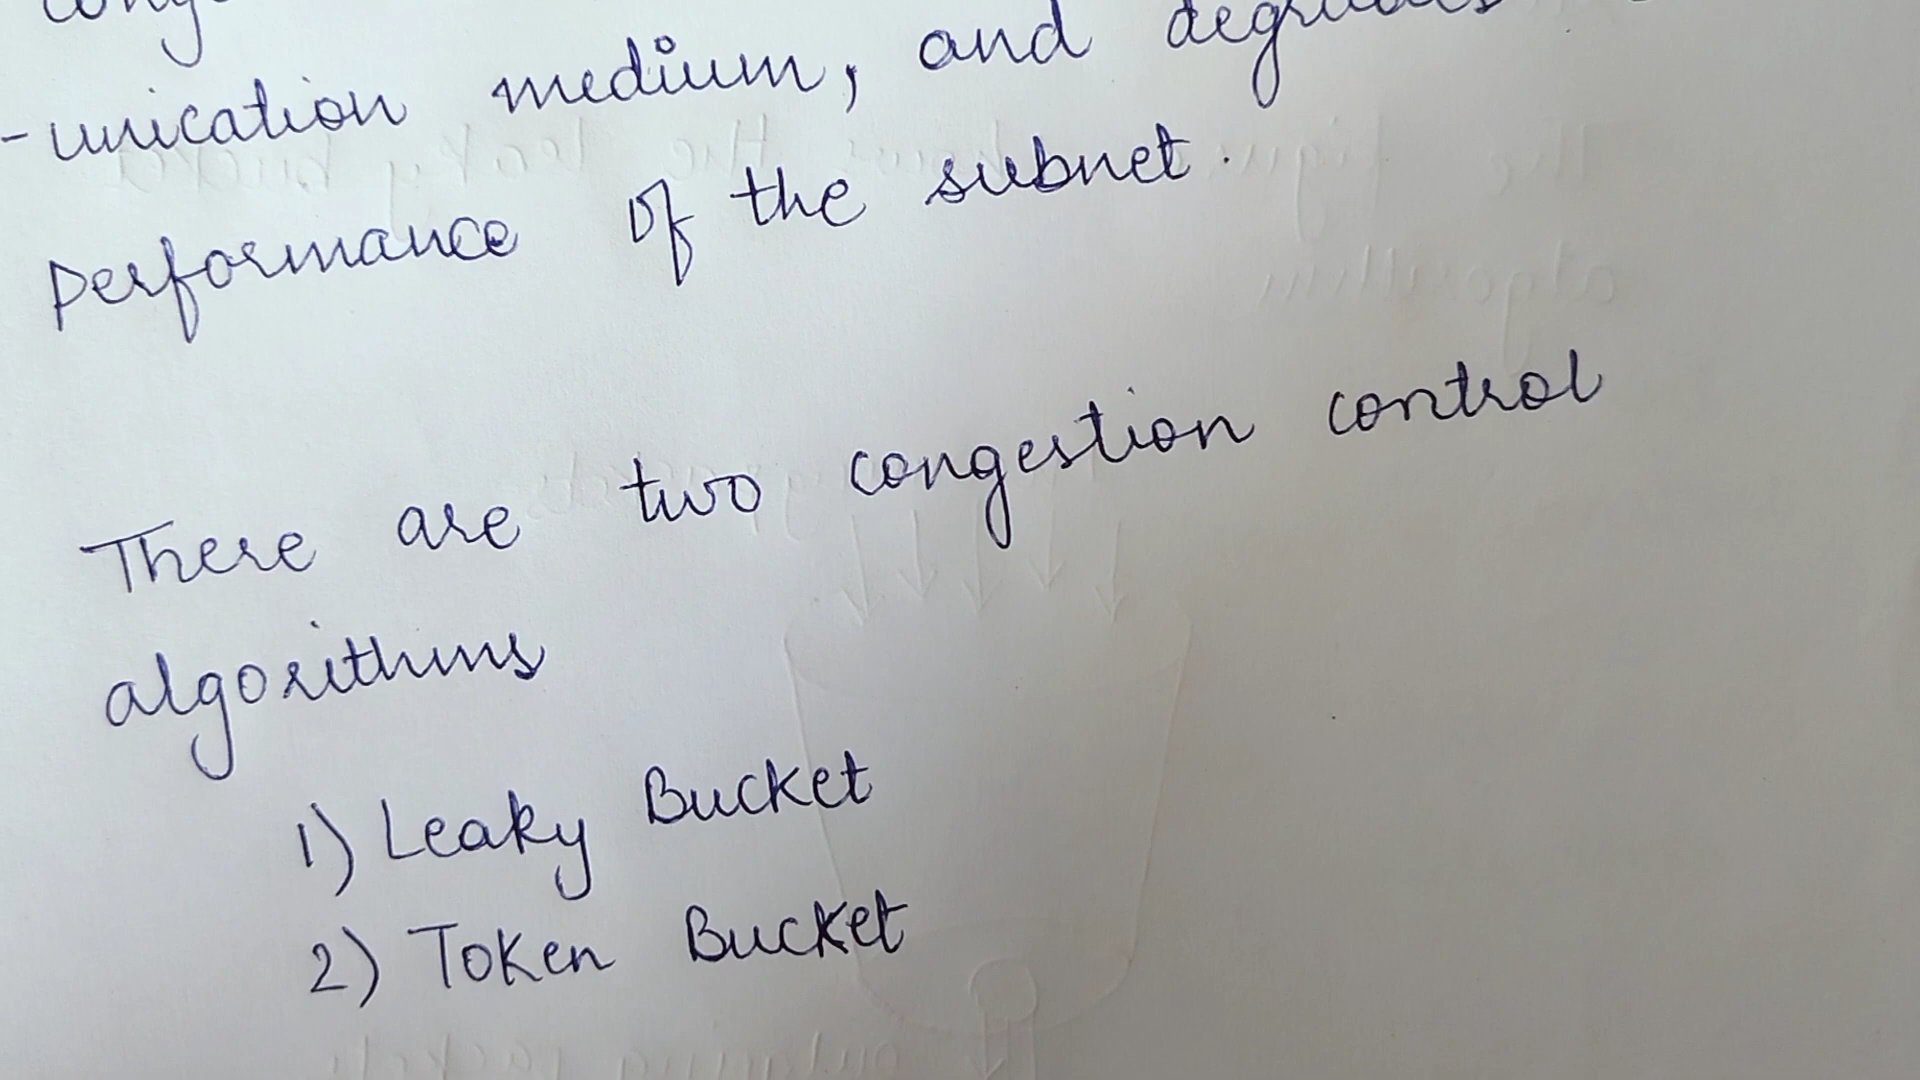 -unication medium, and degrades
performance of the subnet.
There are two congestion control
algorithms
1) Leaky Bucket
2) Token Bucket